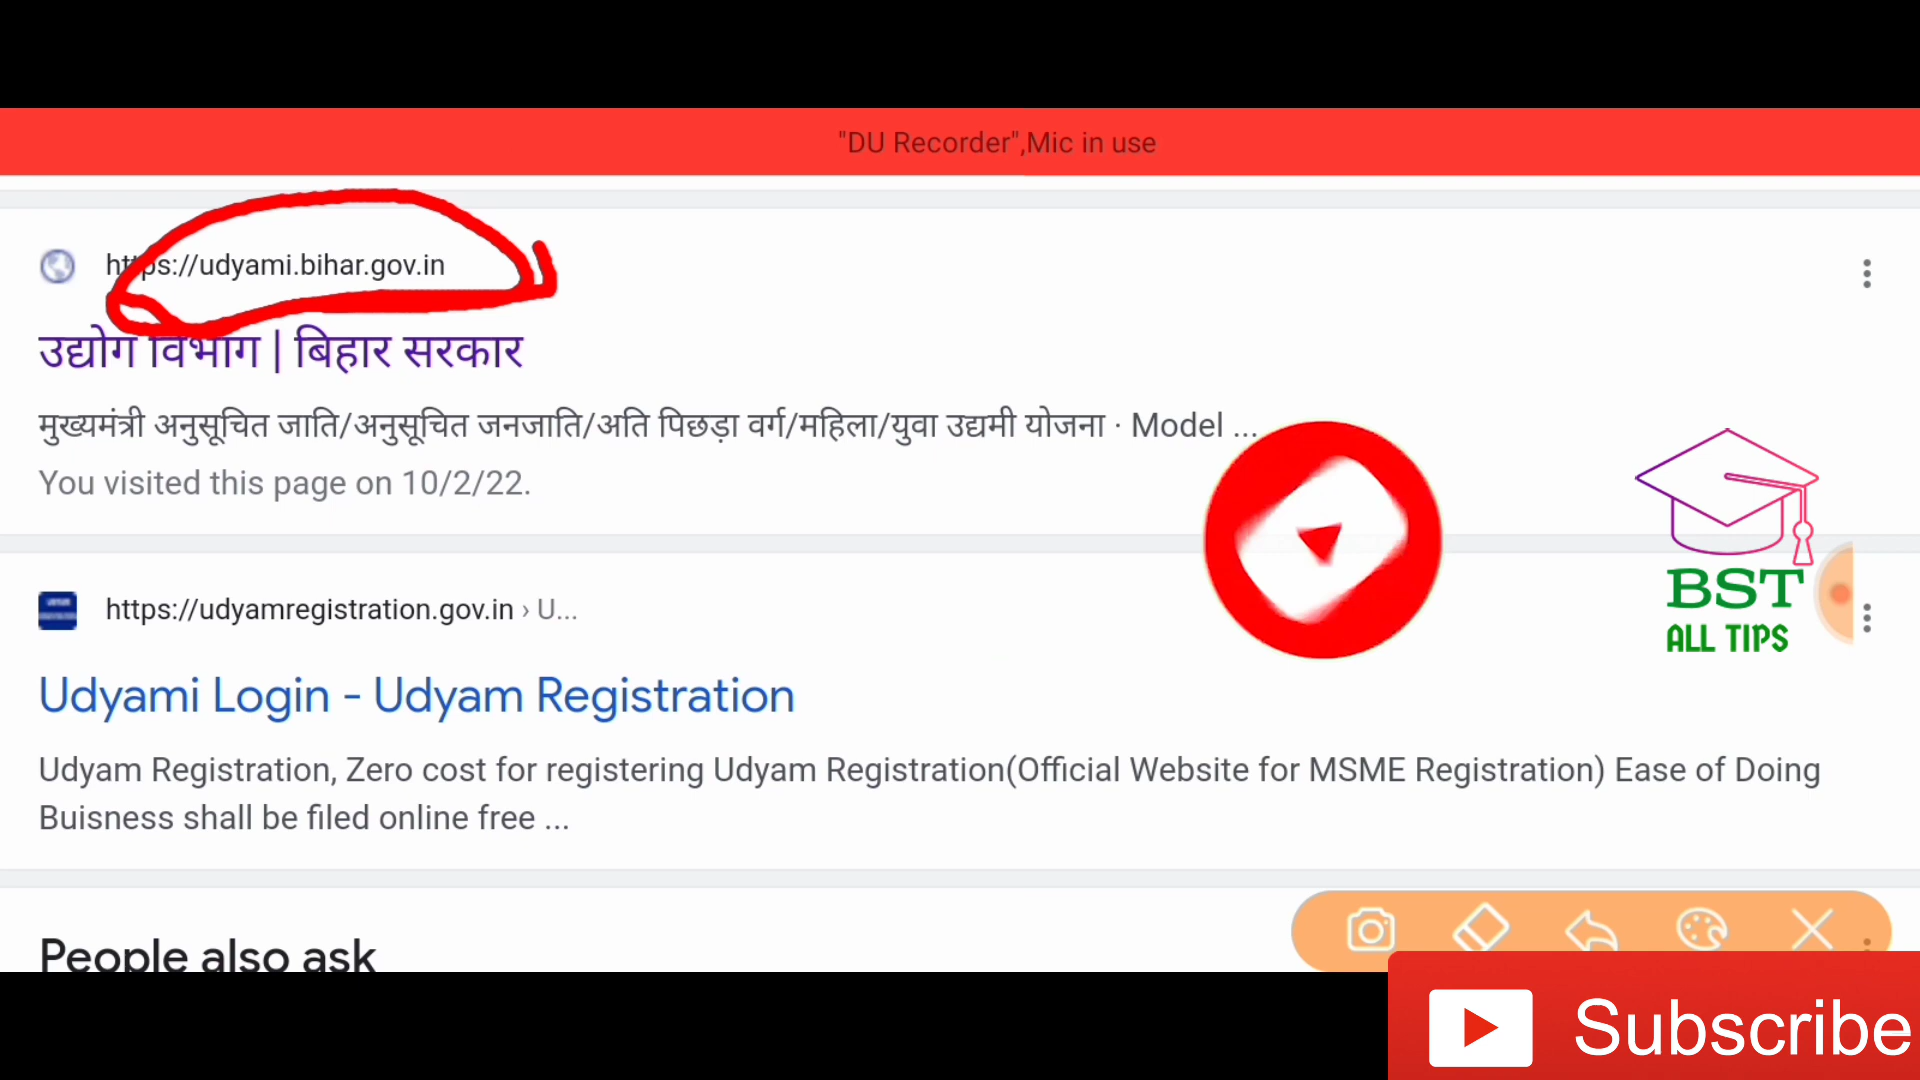 "DU Recorder",Mic in use
https://udyami.bihar.gov.in
उद्योग विभाग | बिहार सरकार
मुख्यमंत्री अनुसूचित जाति/अनुसूचित जनजाति/अति पिछड़ा वर्ग/महिला/युवा उद्यमी योजना · Model ...
You visited this page on 10/2/22.
https://udyamregistration.gov.in › U...
Udyami Login - Udyam Registration
Udyam Registration, Zero cost for registering Udyam Registration(Official Website for MSME Registration) Ease of Doing
Buisness shall be filed online free ...
People also ask
BST
ALL TIPS
Subscribe